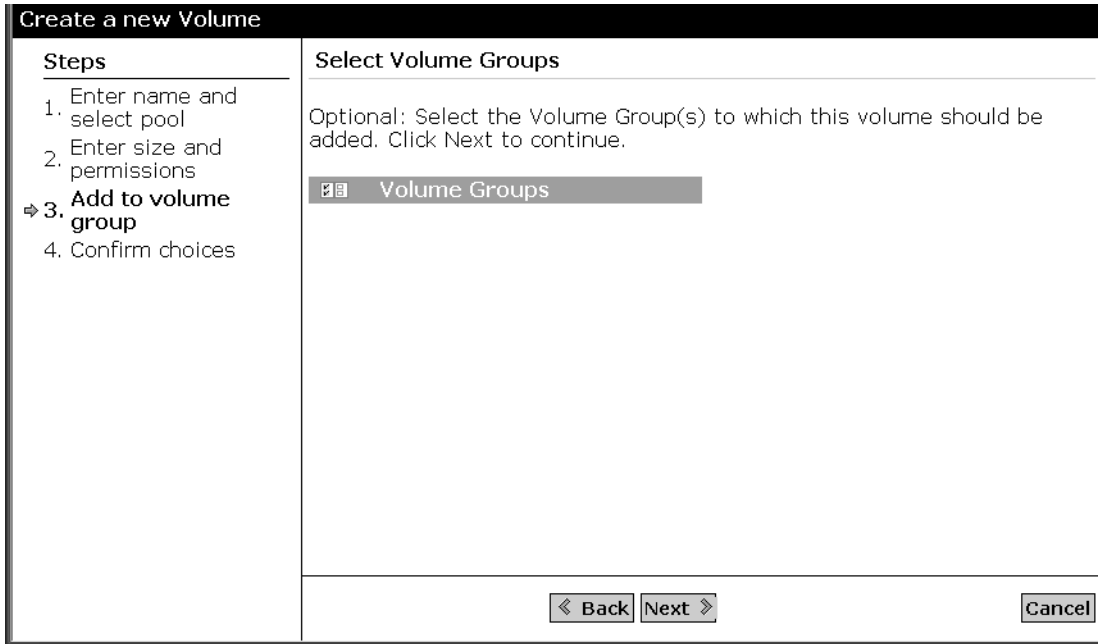 Create a new Volume
Steps
1. Enter name and
select pool
2. Enter size and
permissions
3. Add to volume
group
4. Confirm choices
Select Volume Groups
Optional: Select the Volume Group(s) to which this volume should be
added. Click Next to continue.
Volume Groups
Back Next
Cancel